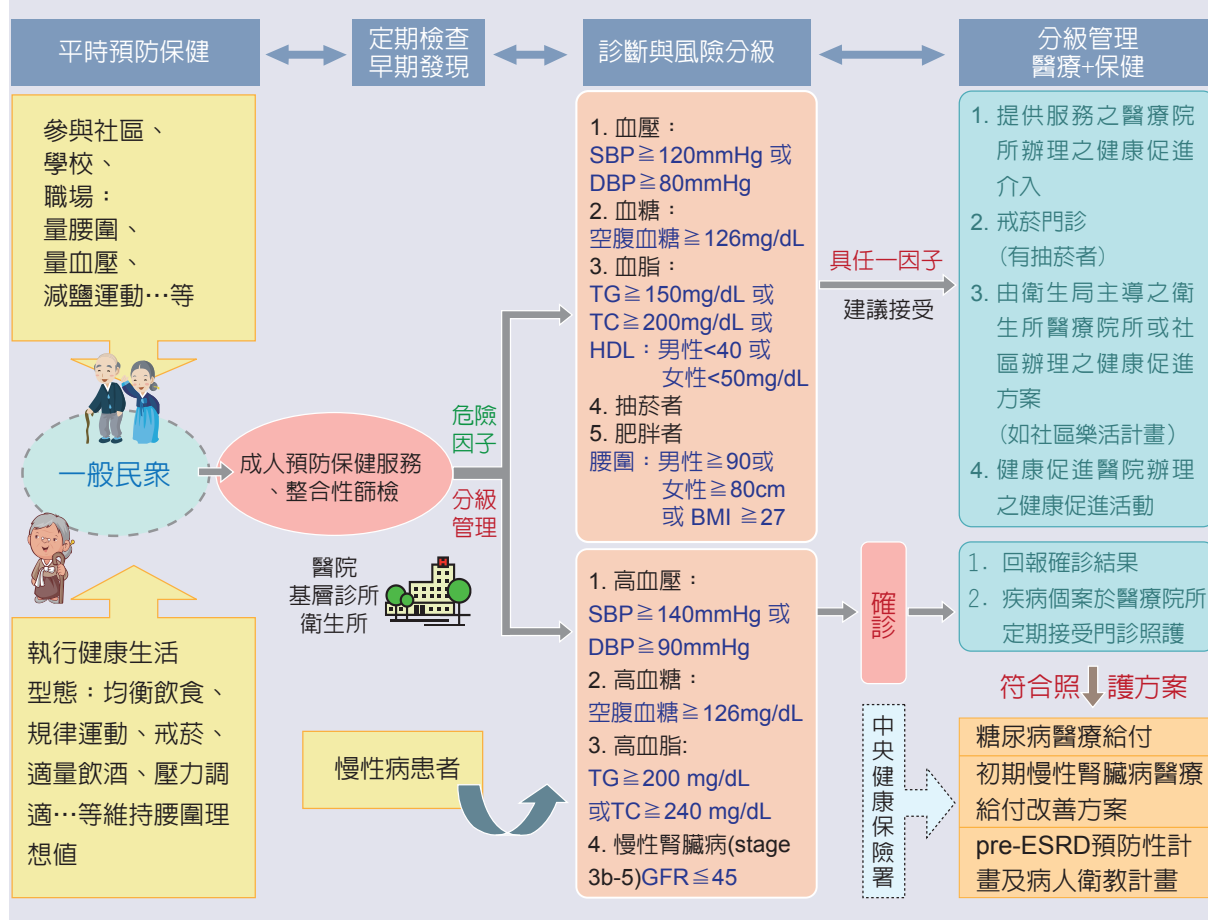 平時預防保健
定期檢查
早期發現
診斷與風險分級
分級管理
醫療+保健
參與社區、
學校、
職場：
量腰圍、
量血壓、
減鹽運動…等
一般民眾
執行健康生活
型態：均衡飲食、
規律運動、戒菸、
適量飲酒、壓力調
適…等維持腰圍理
想值
成人預防保健服務
、整合性篩檢
危險
因子
分級
管理
醫院
基層診所
衛生所
H
慢性病患者
1. 血壓：
SBP≧120mmHg 或
DBP≧80mmHg
2. 血糖：
空腹血糖≧126mg/dL
3. 血脂：
TG≧150mg/dL 或
TC≧200mg/dL 或
HDL：男性<40 或
女性<50mg/dL
4. 抽菸者
5. 肥胖者
腰圍：男性≧90或
女性≧80cm
或 BMI ≧27
具任一因子
建議接受
1. 提供服務之醫療院
所辦理之健康促進
介入
2. 戒菸門診
(有抽菸者)
3. 由衛生局主導之衛
生所醫療院所或社
區辦理之健康促進
方案
(如社區樂活計畫)
4. 健康促進醫院辦理
之健康促進活動
1. 高血壓：
SBP≧140mmHg 或
DBP≧90mmHg
2. 高血糖：
空腹血糖≧126mg/dL
3. 高血脂:
TG≧200 mg/dL
或TC≧240 mg/dL
4. 慢性腎臟病(stage
3b-5)GFR≦45
確診
1. 回報確診結果
2. 疾病個案於醫療院所
定期接受門診照護
符合照護方案
中央健康保險署
糖尿病醫療給付
初期慢性腎臟病醫療
給付改善方案
pre-ESRD預防性計
畫及病人衛教計畫